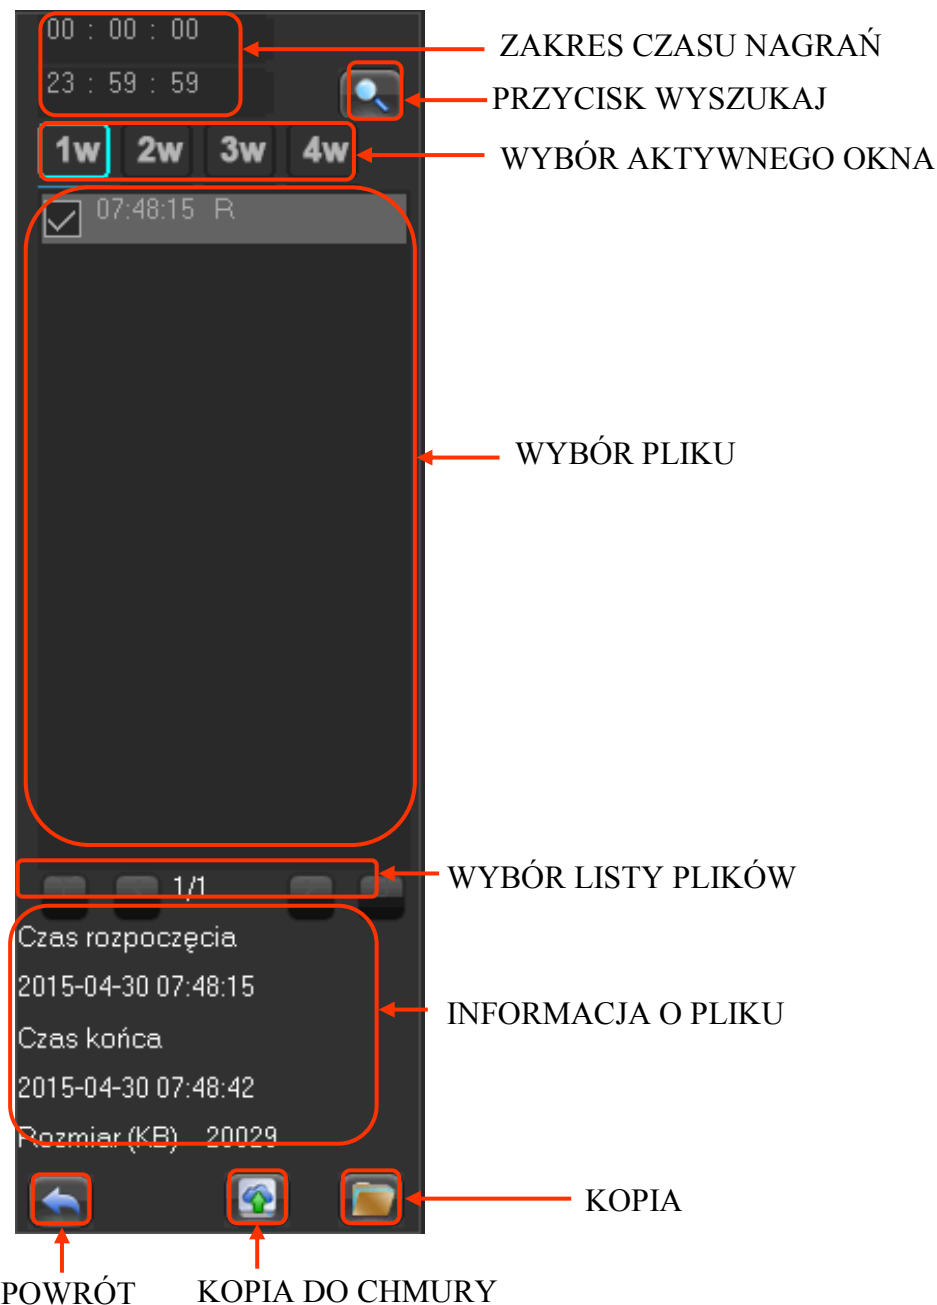 00 : 00 : 00
ZAKRES CZASU NAGRAŃ
23 : 59 : 59
PRZYCISK WYSZUKAJ
1w 2w 3w 4w
WYBÓR AKTYWNEGO OKNA
07:48:15 R
WYBÓR PLIKU
1/1
WYBÓR LISTY PLIKÓW
Czas rozpoczęcia
2015-04-30 07:48:15
INFORMACJA O PLIKU
Czas końca
2015-04-30 07:48:42
Rozmiar (KB) 20029
KOPIA
POWRÓT
KOPIA DO CHMURY